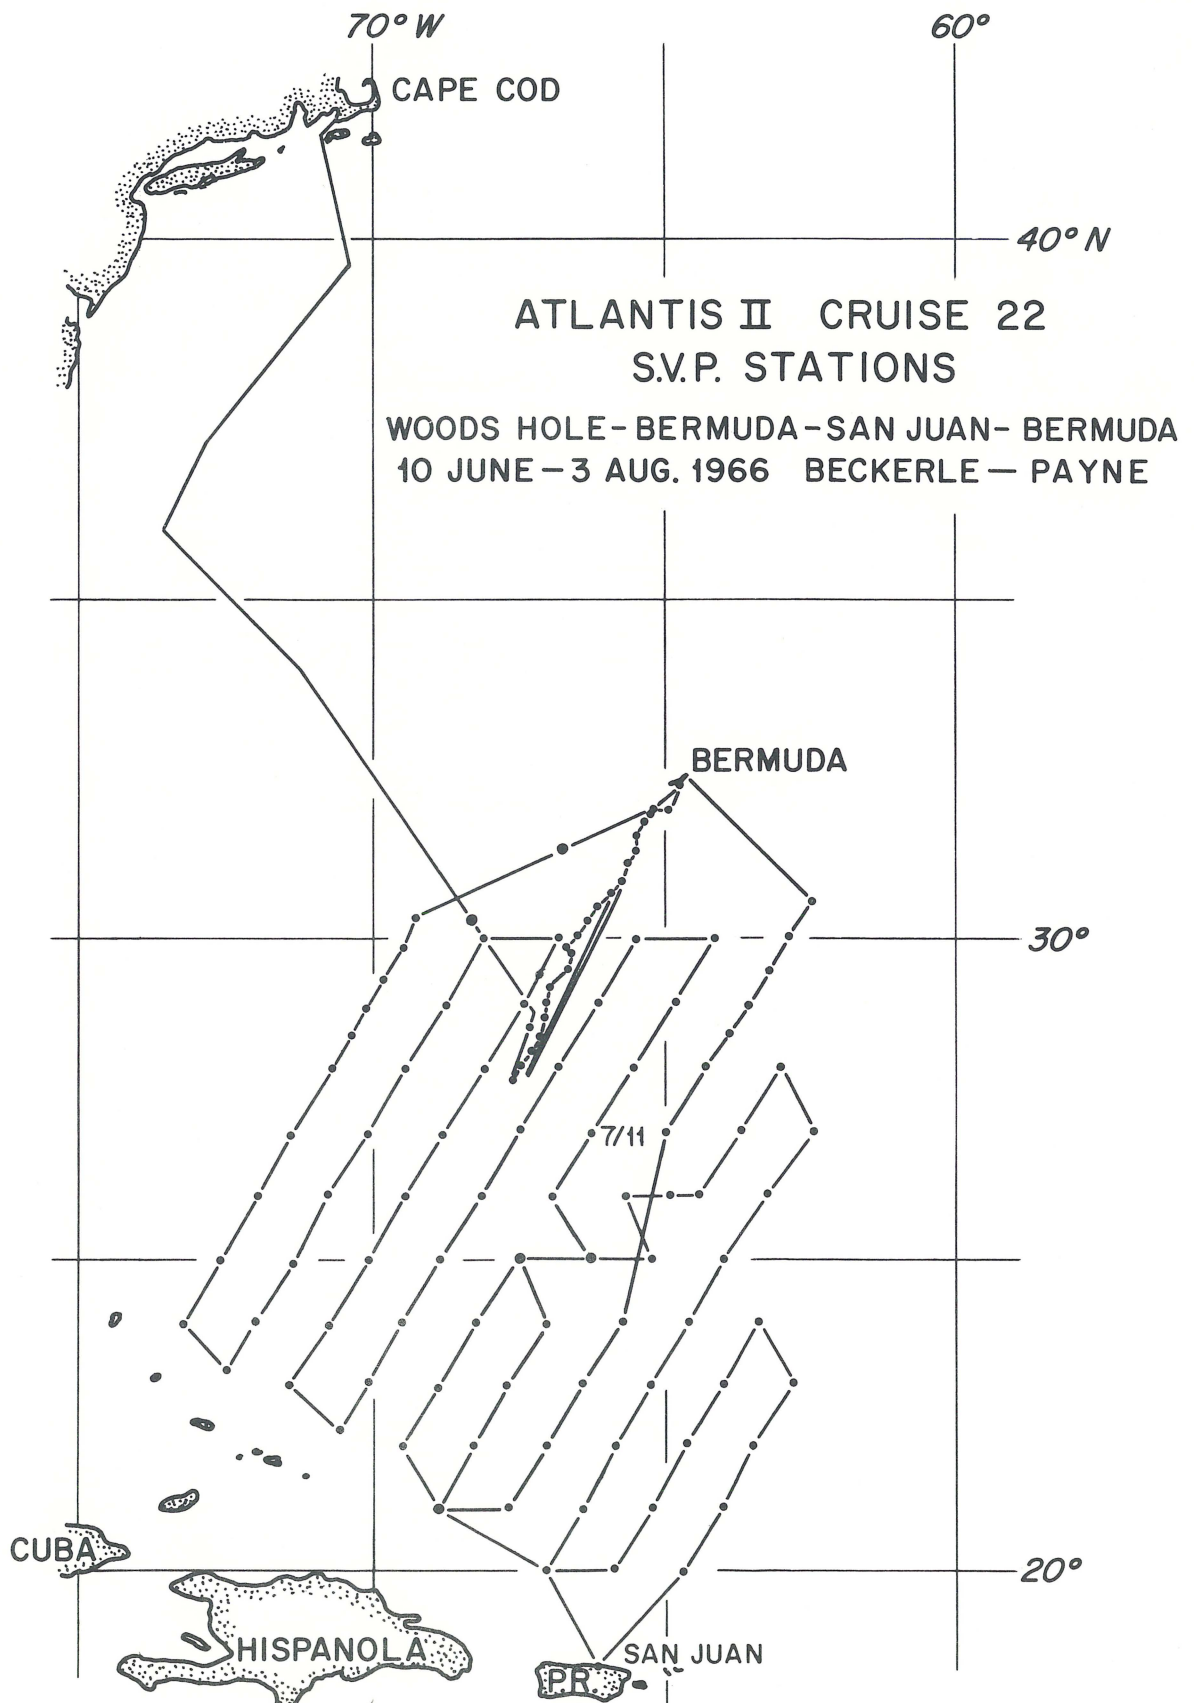 70° W
60°
CAPE COD
40° N
ATLANTIS II CRUISE 22
S.V.P. STATIONS
WOODS HOLE-BERMUDA-SAN JUAN-BERMUDA
10 JUNE-3 AUG. 1966 BECKERLE-PAYNE
BERMUDA
30°
7/11
CUBA
20°
HISPANOLA
SAN JUAN
PR